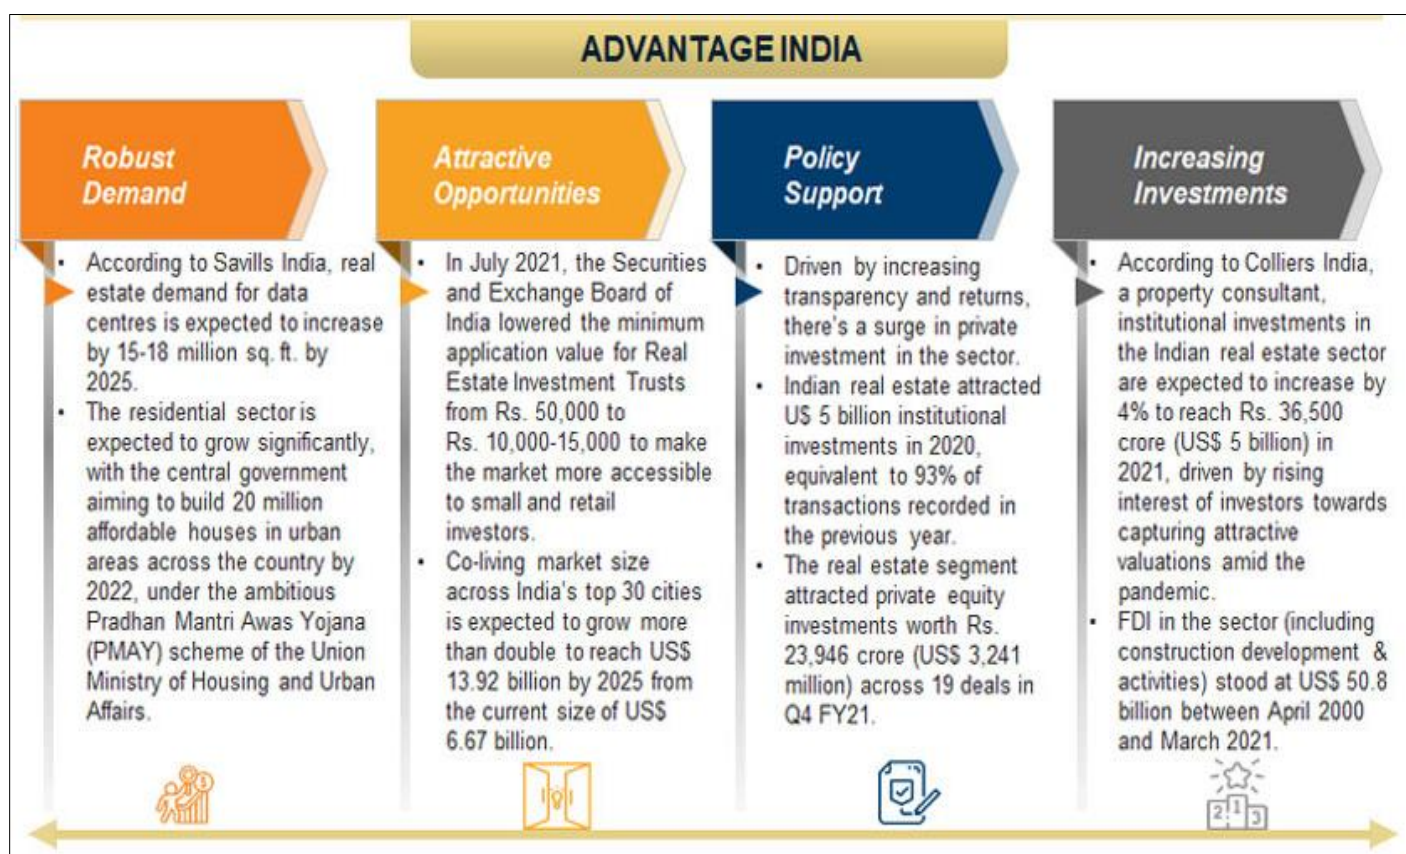 ADVANTAGE INDIA
Robust
Demand
• According to Savills India, real
estate demand for data
centres is expected to increase
by 15-18 million sq. ft. by
2025.
• The residential sector is
expected to grow significantly,
with the central government
aiming to build 20 million
affordable houses in urban
areas across the country by
2022, under the ambitious
Pradhan Mantri Awas Yojana
(PMAY) scheme of the Union
Ministry of Housing and Urban
Affairs.
Attractive
Opportunities
• In July 2021, the Securities
and Exchange Board of
India lowered the minimum
application value for Real
Estate Investment Trusts
from Rs. 50,000 to
Rs. 10,000-15,000 to make
the market more accessible
to small and retail
investors.
• Co-living market size
across India's top 30 cities
is expected to grow more
than double to reach US$
13.92 billion by 2025 from
the current size of US$
6.67 billion.
Policy
Support
• Driven by increasing
transparency and returns,
there's a surge in private
investment in the sector.
• Indian real estate attracted
U$ 5 billion institutional
investments in 2020,
equivalent to 93% of
transactions recorded in
the previous year.
• The real estate segment
attracted private equity
investments worth Rs.
23,946 crore (US$ 3,241
million) across 19 deals in
Q4 FY21.
Increasing
Investments
• According to Colliers India,
a property consultant,
institutional investments in
the Indian real estate sector
are expected to increase by
4% to reach Rs. 36,500
crore (US$ 5 billion) in
2021, driven by rising
interest of investors towards
capturing attractive
valuations amid the
pandemic.
• FDI in the sector (including
construction development &
activities) stood at US$ 50.8
billion between April 2000
and March 2021.
2 1 3